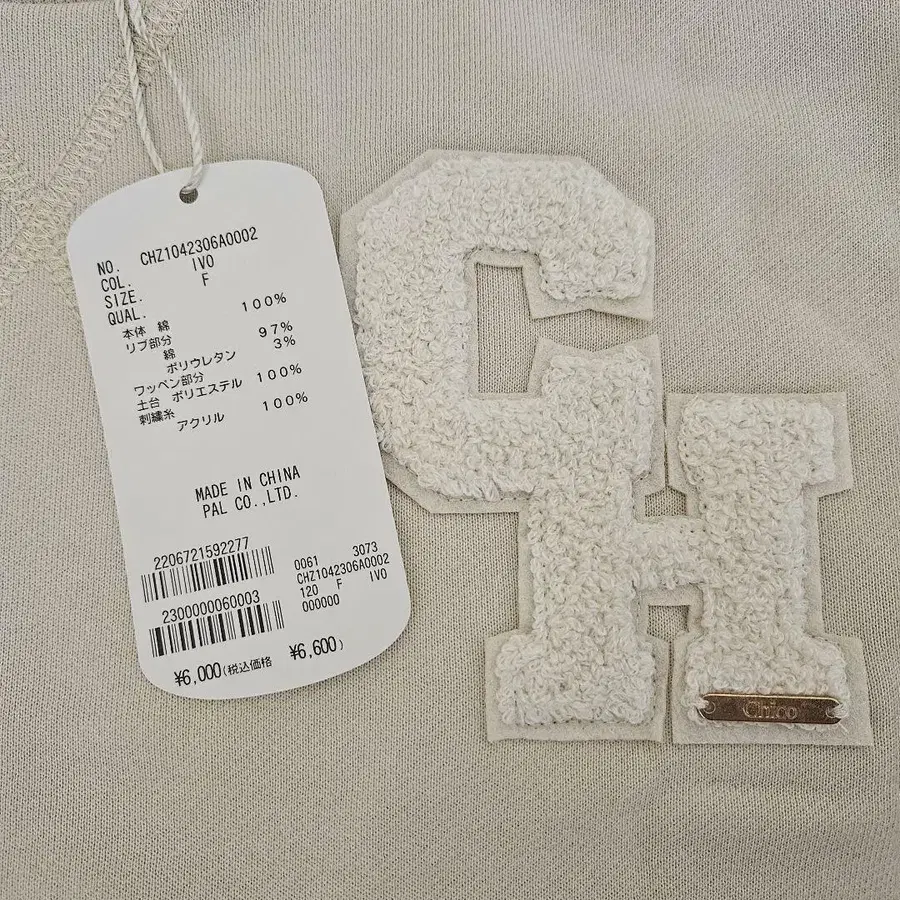 NO. CHZ1042306A0002
COL. IVO
SIZE. F
QUAL.
本体 綿 100%
リブ部分
綿 97%
ポリウレタン 3%
ワッペン部分
土台 ポリエステル 100%
刺繍糸
アクリル 100%
MADE IN CHINA
PAL CO.,LTD.
2206721592277
2300000060003
0061 3073
CHZ1042306A0002
120 F IVO
000000
¥6,000(税込価格 ¥6,600)
CH
Chico